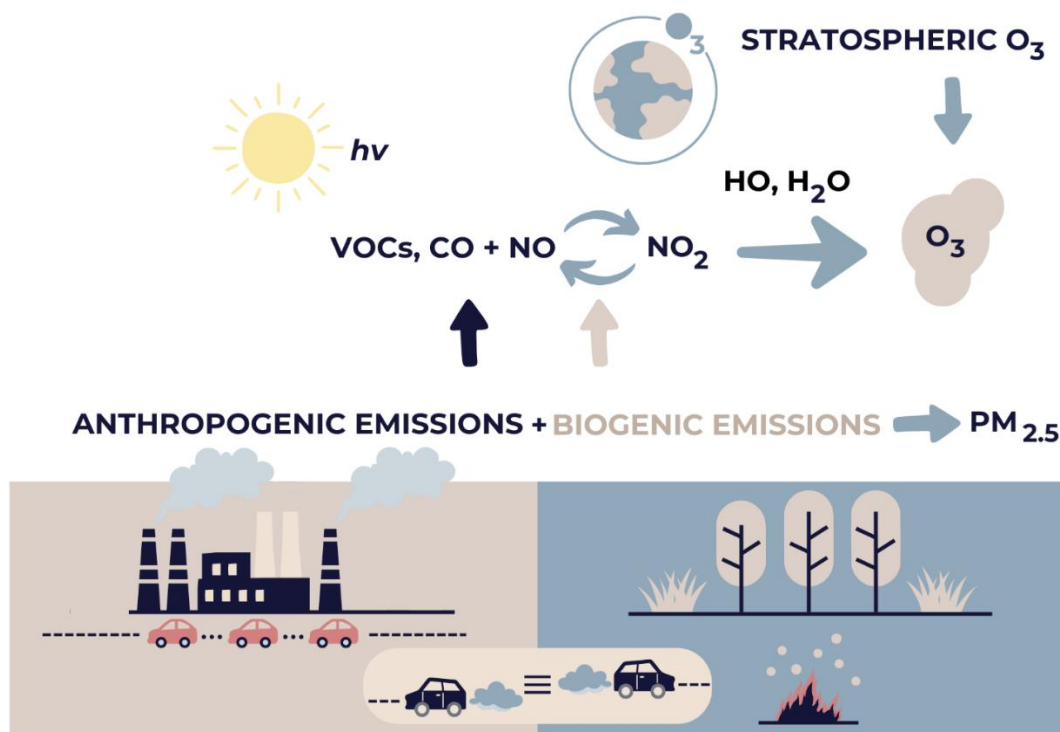 3
STRATOSPHERIC O₃
hv
HO, H₂O
VOCs, CO + NO
NO₂
O₃
ANTHROPOGENIC EMISSIONS + BIOGENIC EMISSIONS
PM₂.₅